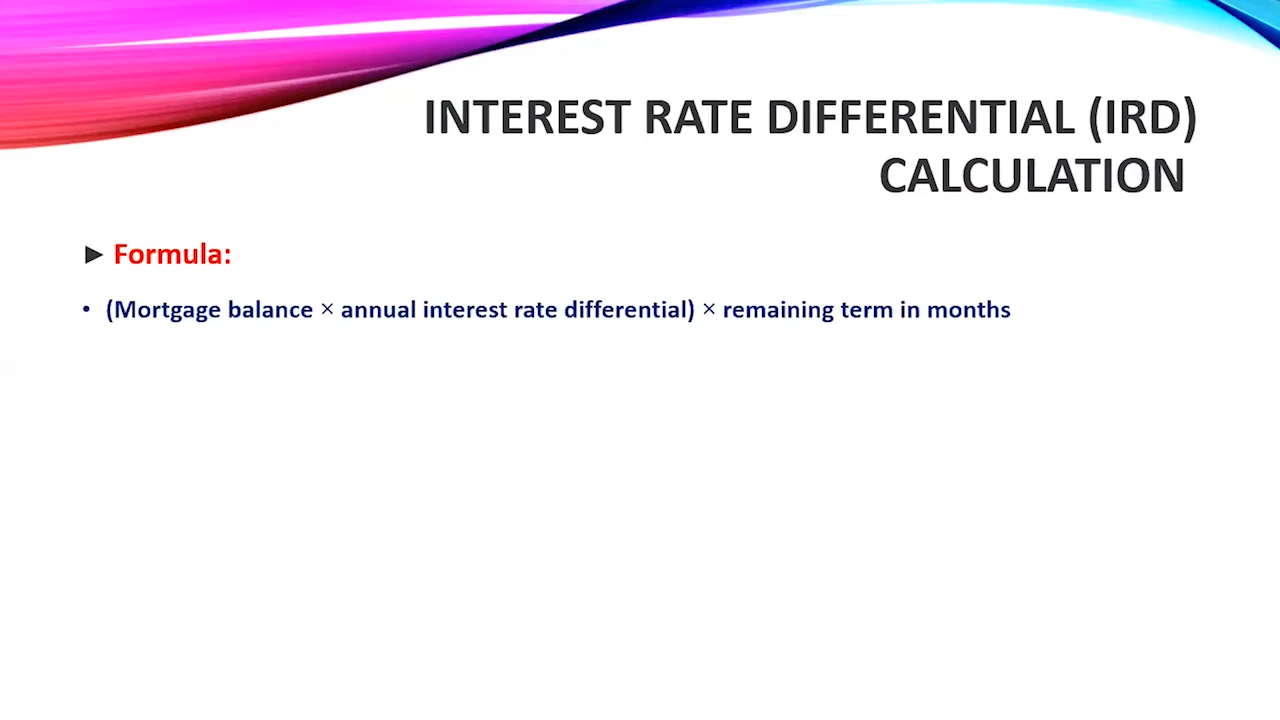 INTEREST RATE DIFFERENTIAL (IRD)
CALCULATION
► Formula:
• (Mortgage balance × annual interest rate differential) × remaining term in months